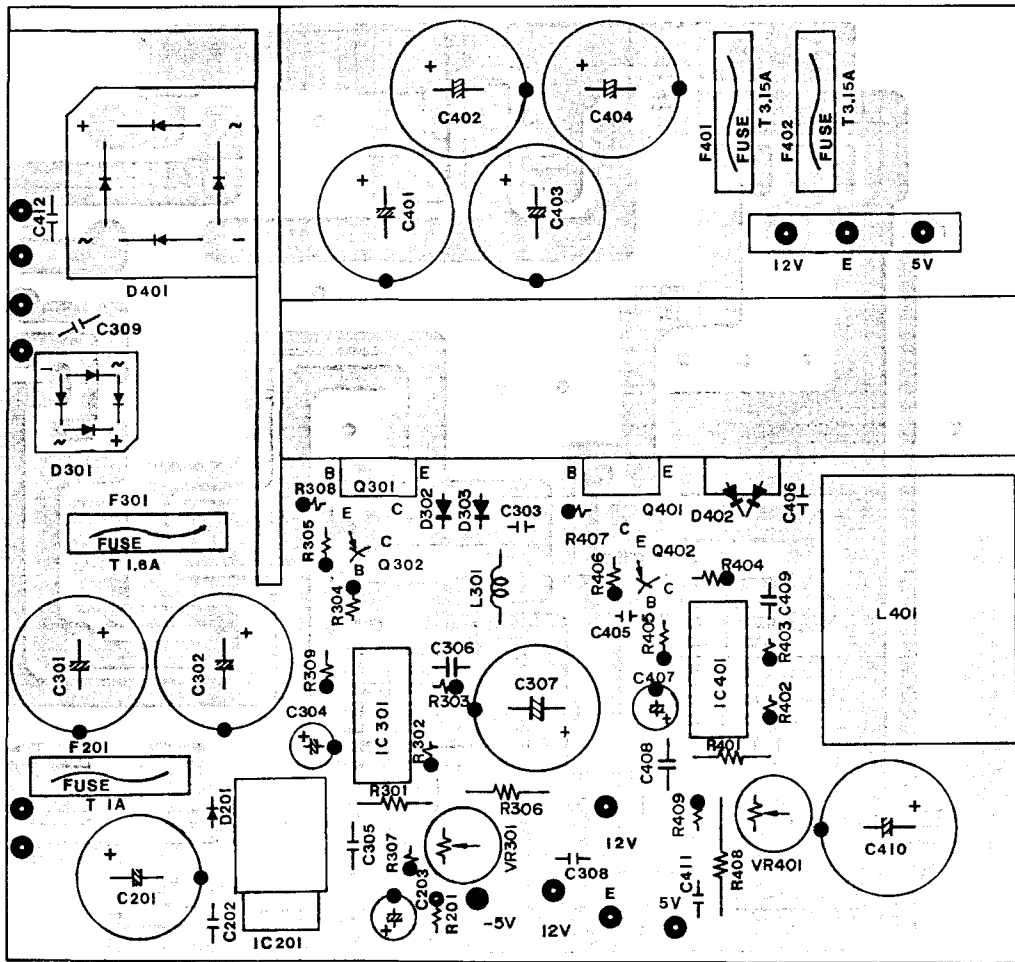 C402
C404
F401
FUSE
T3.15A
F402
FUSE
T3.15A
C401
C403
C412
D401
12V E 5V
C309
D301
F301
FUSE
T 1.6A
B Q301 E
R308
E
C
D302
D303
C303
R305
C
Q302
B
R304
L301
B E
Q401
R407
C
E
Q402
C
B
R406
C405
R405
D402
C406
R404
C409
R403
R402
L401
C301
C302
R309
C304
IC301
C306
R303
R302
C307
C407
IC401
R401
C408
F201
FUSE
T 1A
D201
R301
R306
C305
R307
VR301
12V
R409
R408
VR401
C410
C201
C202
IC201
C203
R201
-5V
C308
12V
E
5V
C411